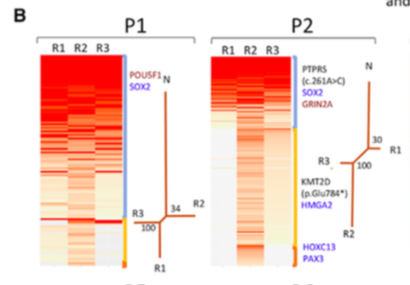 and
B
P1
P2
R1 R2 R3
R1 R2 R3
POU5F1
SOX2
N
R2
R3
34
100
R1
PTPRS
(c.261A>C)
SOX2
GRIN2A
N
30
R1
R3
100
KMT2D
(p.Glu784*)
HMGA2
R2
HOXC13
PAX3